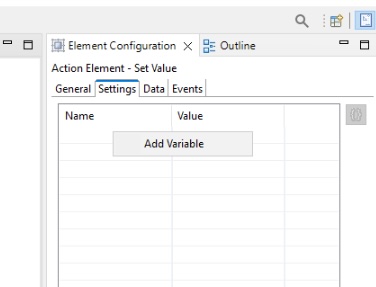 Element Configuration Outline
Action Element - Set Value
General Settings Data Events
Name Value
Add Variable